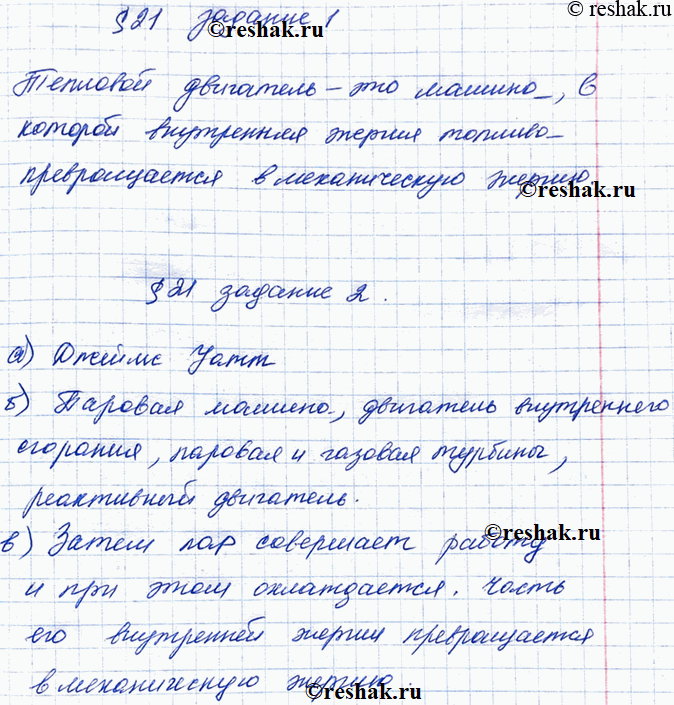 ©reshak.ru
§21 задание 1
©reshak.ru
Тепловой двигатель – это машина, в
которой внутренняя энергия топлива
превращается в механическую энергию
©reshak.ru
§21 задание 2.
а) Джеймс Уатт
б) Паровая машина, двигатель внутреннего
сгорания, паровая и газовая турбины,
реактивный двигатель.
©reshak.ru
в) Затем пар совершает работу
и при этом охлаждается. Часть
его внутренней энергии превращается
в механическую энергию.
©reshak.ru